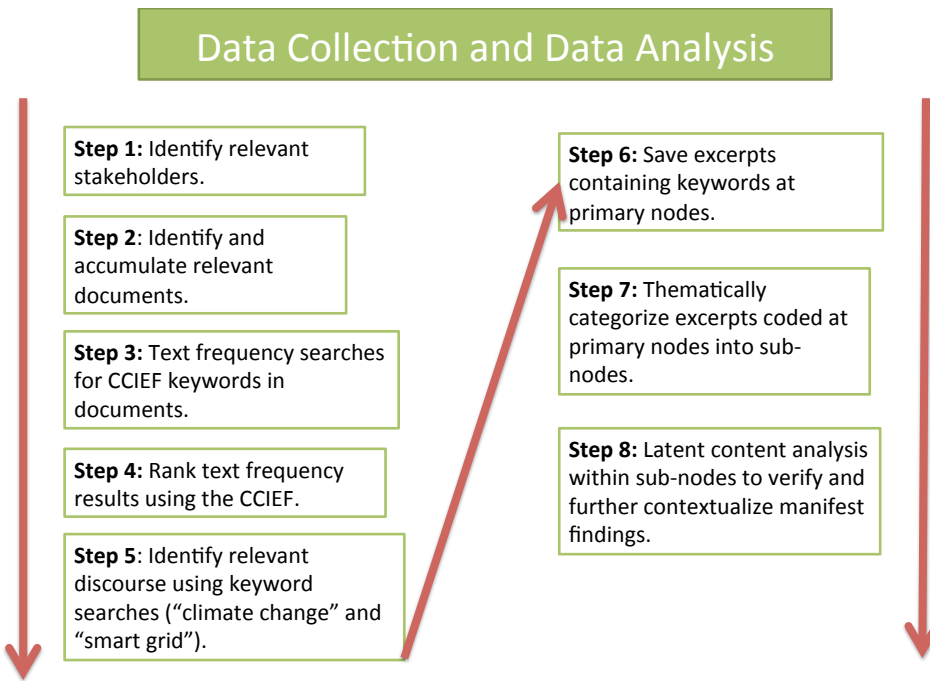 Data Collection and Data Analysis
Step 1: Identify relevant
stakeholders.
Step 2: Identify and
accumulate relevant
documents.
Step 3: Text frequency searches
for CCIEF keywords in
documents.
Step 4: Rank text frequency
results using the CCIEF.
Step 5: Identify relevant
discourse using keyword
searches (“climate change” and
“smart grid”).
Step 6: Save excerpts
containing keywords at
primary nodes.
Step 7: Thematically
categorize excerpts coded at
primary nodes into sub-
nodes.
Step 8: Latent content analysis
within sub-nodes to verify and
further contextualize manifest
findings.